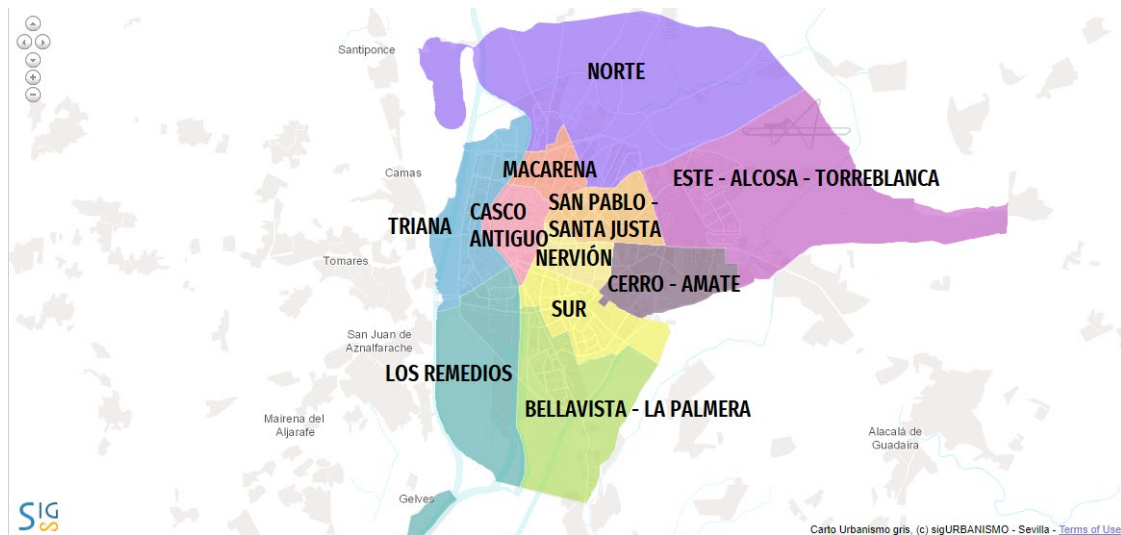 Santiponce
NORTE
MACARENA
Camas
ESTE - ALCOSA - TORREBLANCA
SAN PABLO -
SANTA JUSTA
CASCO
ANTIGUO
TRIANA
NERVIÓN
Tomares
CERRO - AMATE
SUR
San Juan de
Aznalfarache
LOS REMEDIOS
BELLAVISTA - LA PALMERA
Mairena del
Aljarafe
Alacalá de
Guadaira
Gelves
SIG
S
Carto Urbanismo gris, (c) sigURBANISMO - Sevilla - Terms of Use